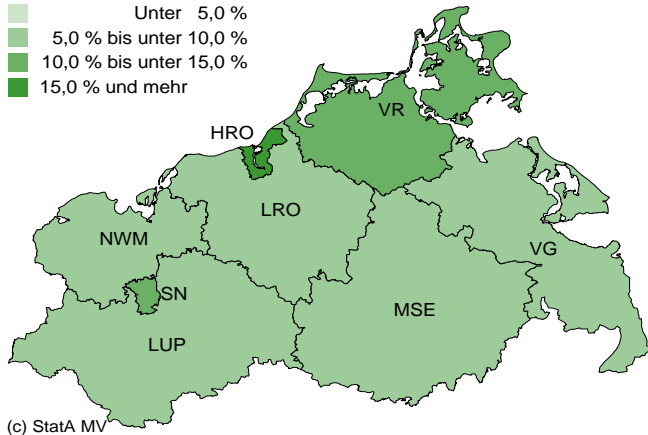 Unter 5,0 %
5,0 % bis unter 10,0 %
10,0 % bis unter 15,0 %
15,0 % und mehr
VR
HRO
LRO
NWM
VG
SN
MSE
LUP
(c) StatA MV